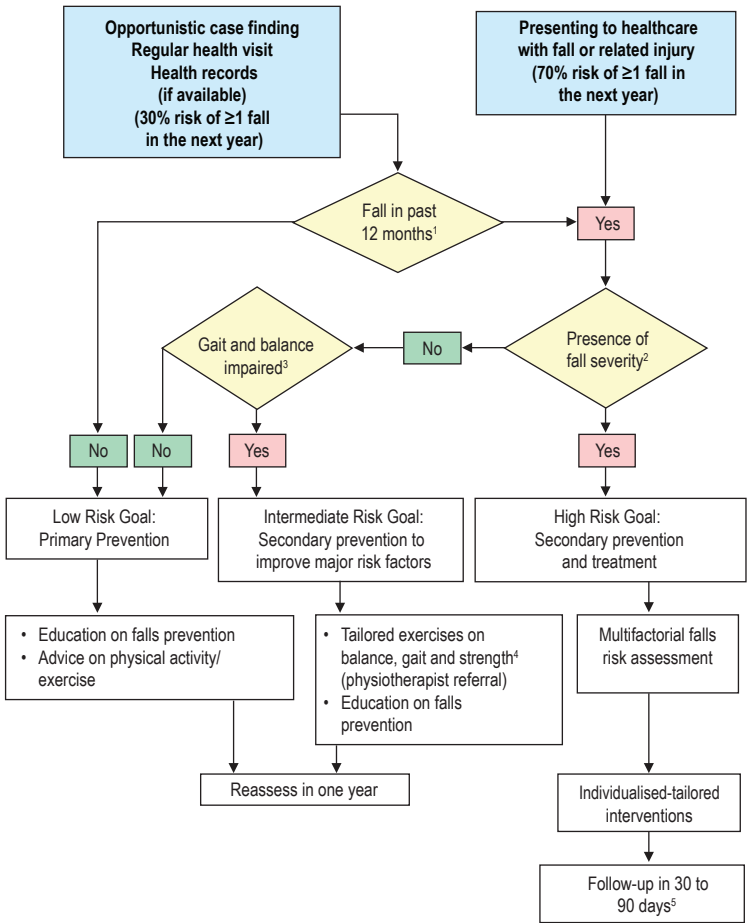 Opportunistic case finding
Regular health visit
Health records
(if available)
(30% risk of ≥1 fall
in the next year)
Presenting to healthcare
with fall or related injury
(70% risk of ≥1 fall in
the next year)
Fall in past
12 months¹
Yes
Gait and balance
impaired³
No
Presence of
fall severity²
No
No
Yes
Yes
Low Risk Goal:
Primary Prevention
Intermediate Risk Goal:
Secondary prevention to
improve major risk factors
High Risk Goal:
Secondary prevention
and treatment
• Education on falls prevention
• Advice on physical activity/
exercise
• Tailored exercises on
balance, gait and strength⁴
(physiotherapist referral)
• Education on falls
prevention
Multifactorial falls
risk assessment
Reassess in one year
Individualised-tailored
interventions
Follow-up in 30 to
90 days⁵